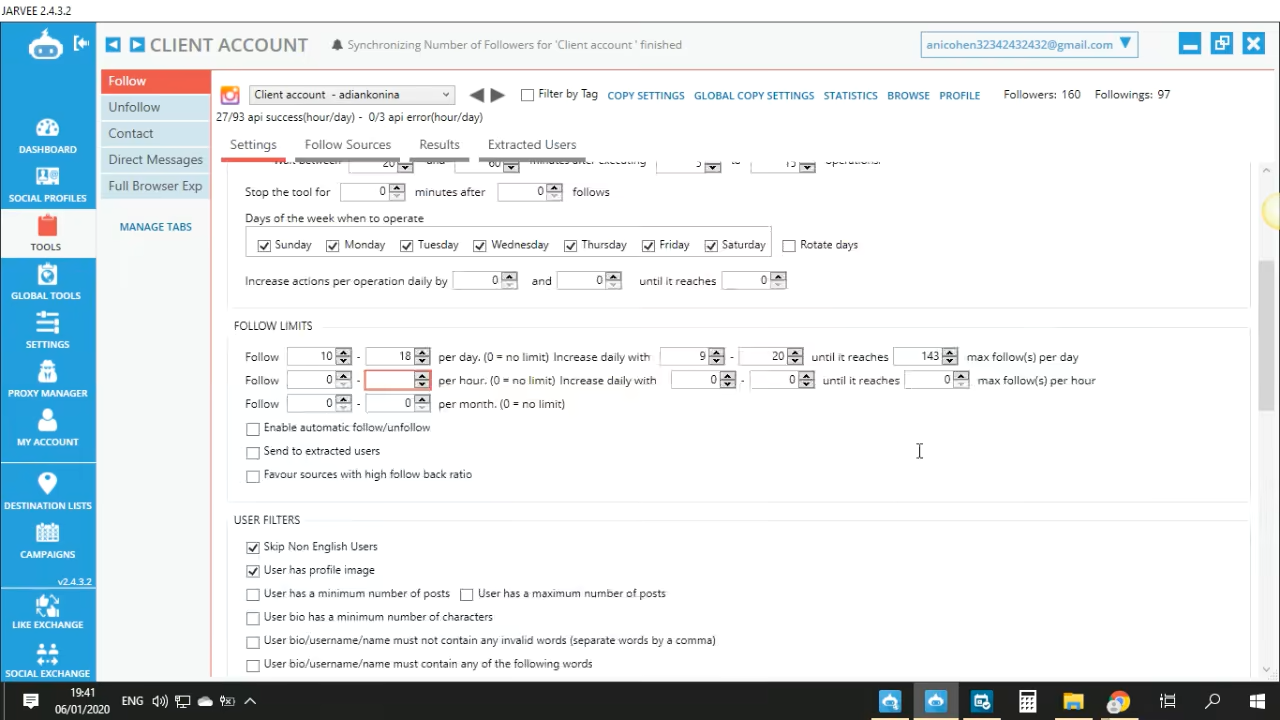 JARVEE 2.4.3.2
CLIENT ACCOUNT
Synchronizing Number of Followers for 'Client account ' finished
anicohen32342432432@gmail.com
Follow
Unfollow
Contact
Direct Messages
Full Browser Exp
MANAGE TABS
DASHBOARD
SOCIAL PROFILES
TOOLS
GLOBAL TOOLS
SETTINGS
PROXY MANAGER
MY ACCOUNT
DESTINATION LISTS
CAMPAIGNS
v2.4.3.2
LIKE EXCHANGE
SOCIAL EXCHANGE
Client account - adiankonina
Filter by Tag
COPY SETTINGS
GLOBAL COPY SETTINGS
STATISTICS
BROWSE
PROFILE
Followers: 160
Followings: 97
27/93 api success(hour/day) - 0/3 api error(hour/day)
Settings
Follow Sources
Results
Extracted Users
Wait between 20 and 60 minutes after executing 5 to 15 operations.
Stop the tool for 0 minutes after 0 follows
Days of the week when to operate
Sunday Monday Tuesday Wednesday Thursday Friday Saturday Rotate days
Increase actions per operation daily by 0 and 0 until it reaches 0
FOLLOW LIMITS
Follow 10 - 18 per day. (0 = no limit) Increase daily with 9 - 20 until it reaches 143 max follow(s) per day
Follow 0 - per hour. (0 = no limit) Increase daily with 0 - 0 until it reaches 0 max follow(s) per hour
Follow 0 - 0 per month. (0 = no limit)
Enable automatic follow/unfollow
Send to extracted users
Favour sources with high follow back ratio
USER FILTERS
Skip Non English Users
User has profile image
User has a minimum number of posts User has a maximum number of posts
User bio has a minimum number of characters
User bio/username/name must not contain any invalid words (separate words by a comma)
User bio/username/name must contain any of the following words
19:41
06/01/2020
ENG